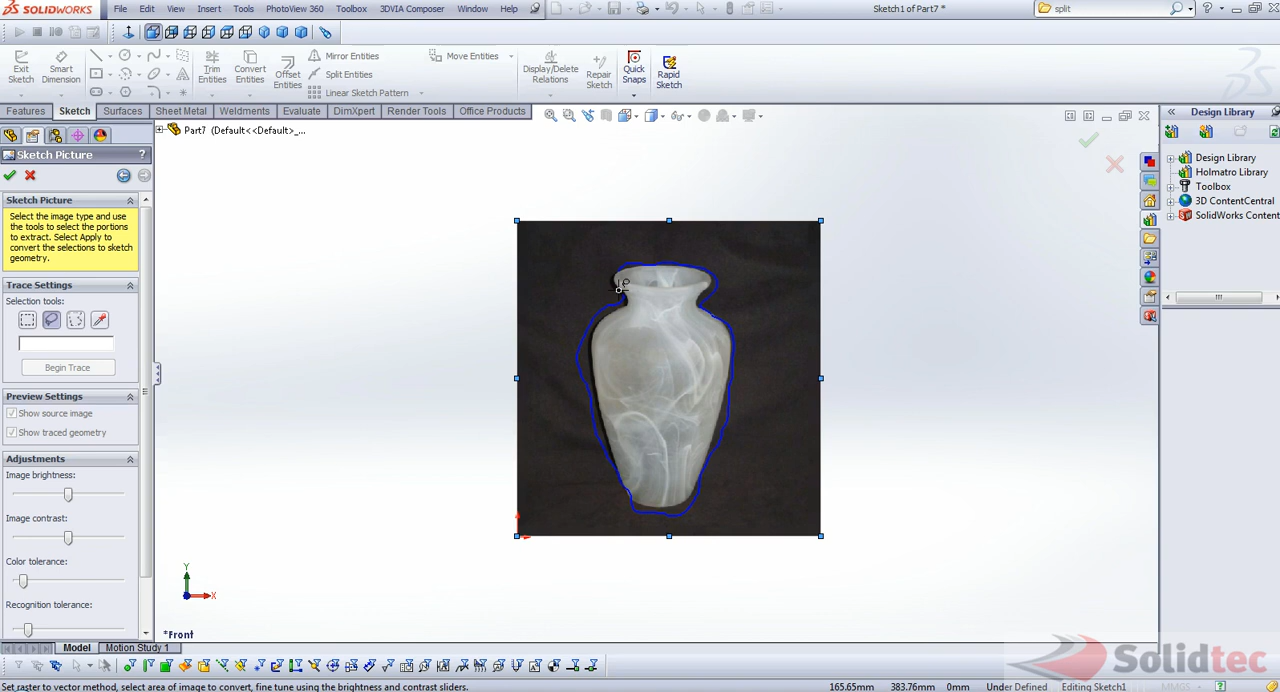 SOLIDWORKS File Edit View Insert Tools PhotoView 360 Toolbox 3DVIA Composer Window Help Sketch1 of Part7 * split
Exit Sketch
Smart Dimension
Trim Entities
Convert Entities
Offset Entities
Mirror Entities
Split Entities
Linear Sketch Pattern
Move Entities
Display/Delete Relations
Repair Sketch
Quick Snaps
Rapid Sketch
Features Sketch Surfaces Sheet Metal Weldments Evaluate DimXpert Render Tools Office Products
Part7 (Default<<Default>_...
Sketch Picture ?
Sketch Picture
Select the image type and use
the tools to select the portions
to extract. Select Apply to
convert the selections to sketch
geometry.
Trace Settings
Selection tools:
Begin Trace
Preview Settings
Show source image
Show traced geometry
Adjustments
Image brightness:
Image contrast:
Color tolerance:
Recognition tolerance:
Y
X
*Front
Design Library
Design Library
Holmatro Library
Toolbox
3D ContentCentral
SolidWorks Content
Model Motion Study 1
Solidtec
Set raster to vector method, select area of image to convert, fine tune using the brightness and contrast sliders. 165.65mm 383.76mm 0mm Under Defined Editing Sketch1 MMGS